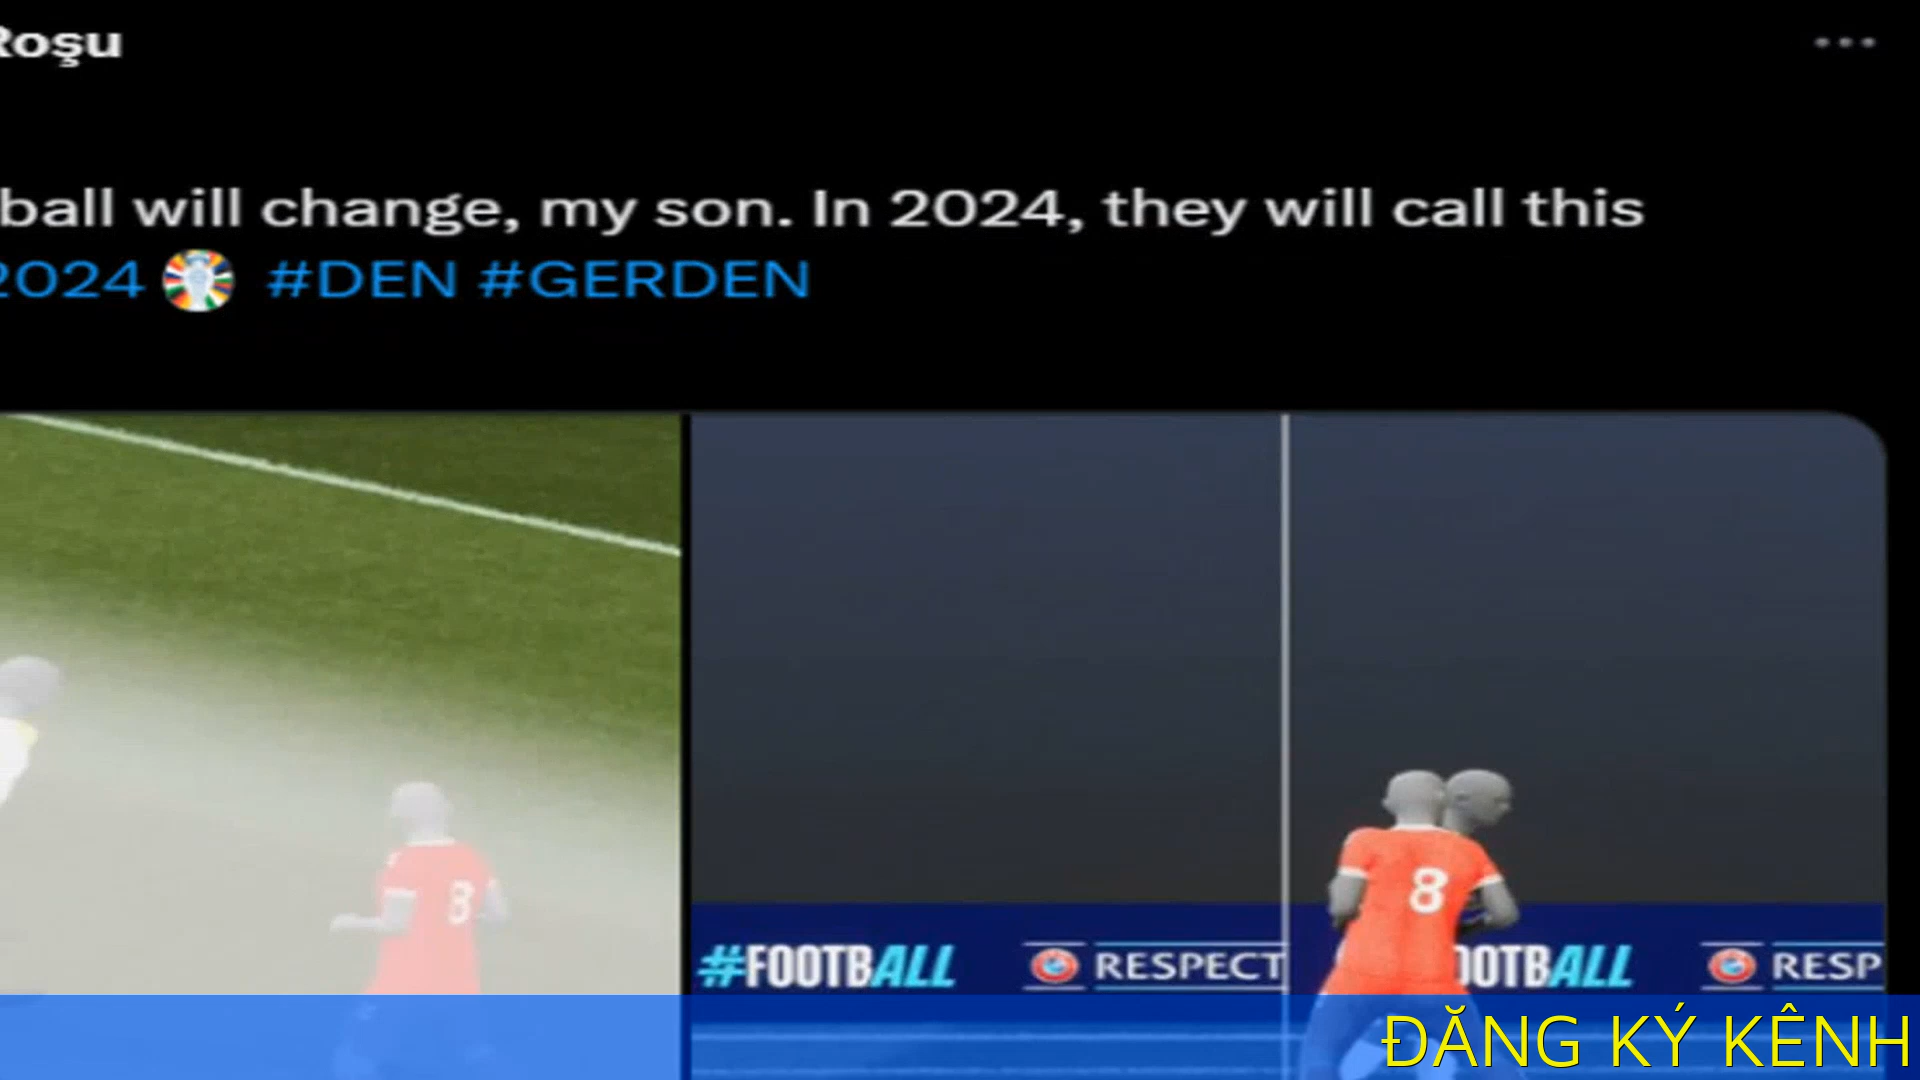 Roşu
ball will change, my son. In 2024, they will call this
2024 #DEN #GERDEN
8
8
#FOOTBALL RESPECT OOTBALL RESP
ĐĂNG KÝ KÊNH